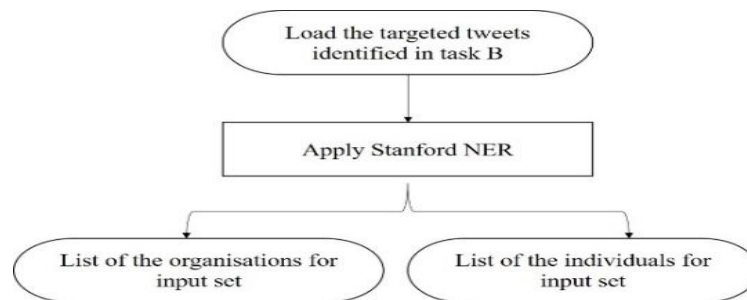 Load the targeted tweets
identified in task B
Apply Stanford NER
List of the organisations for
input set
List of the individuals for
input set